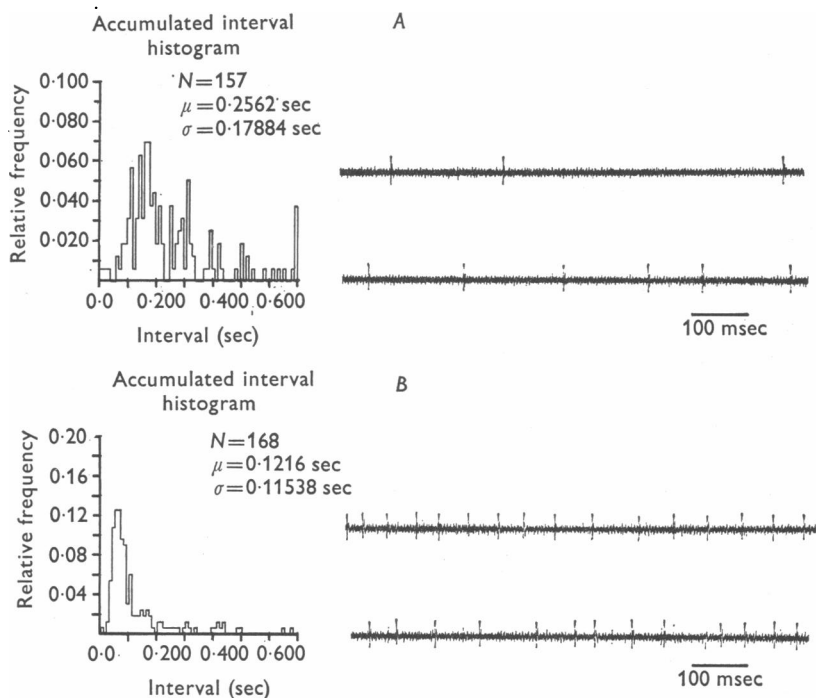 Accumulated interval
histogram
A
N=157
μ=0·2562 sec
σ=0·17884 sec
Relative frequency
0·100
0·080
0·060
0·040
0·020
0·0 0·200 0·400 0·600
Interval (sec)
100 msec
Accumulated interval
histogram
B
N=168
μ=0·1216 sec
σ=0·11538 sec
Relative frequency
0·20
0·16
0·12
0·08
0·04
0·0 0·200 0·400 0·600
Interval (sec)
100 msec